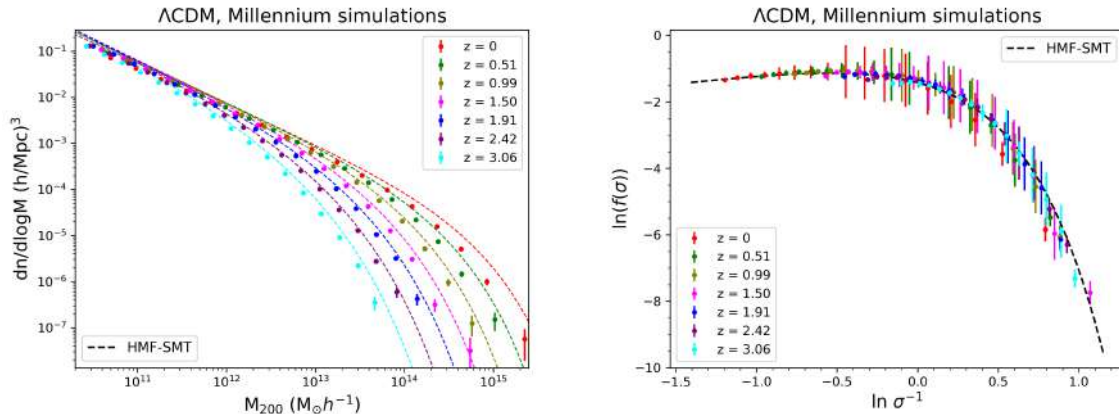 ΛCDM, Millennium simulations
dn/dlogM (h/Mpc)³
10⁻¹
10⁻²
10⁻³
10⁻⁴
10⁻⁵
10⁻⁶
10⁻⁷
z = 0
z = 0.51
z = 0.99
z = 1.50
z = 1.91
z = 2.42
z = 3.06
HMF-SMT
10¹¹
10¹²
10¹³
10¹⁴
10¹⁵
M₂₀₀ (M⊙h⁻¹)
ΛCDM, Millennium simulations
ln(f(σ))
0
−2
−4
−6
−8
−10
HMF-SMT
z = 0
z = 0.51
z = 0.99
z = 1.50
z = 1.91
z = 2.42
z = 3.06
−1.5
−1.0
−0.5
0.0
0.5
1.0
ln σ⁻¹